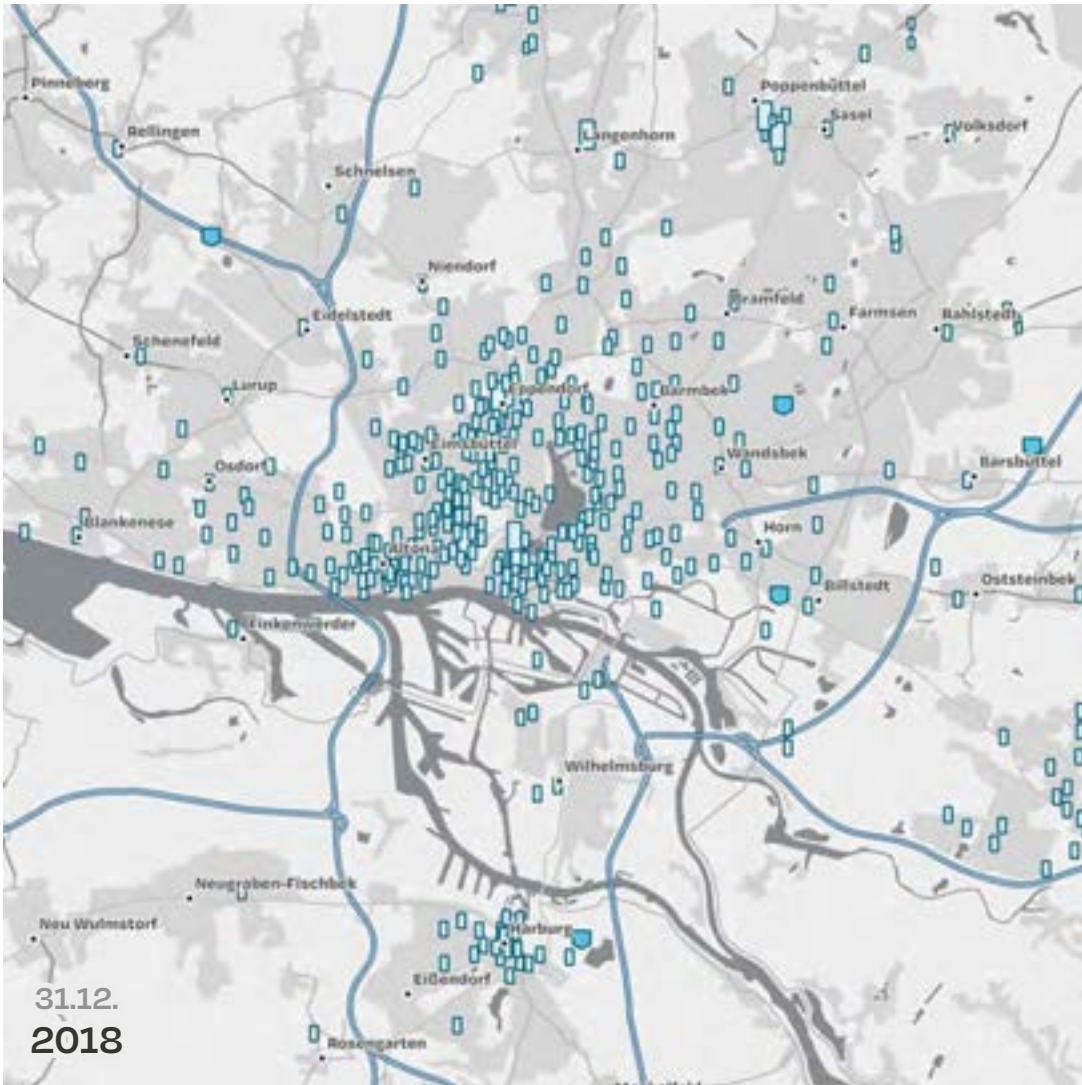 Pinneberg
Poppenbüttel
Rellingen
Sasel
Volksdorf
Langenhorn
Schnelsen
Niendorf
Bramfeld
Farmsen
Rahlstedt
Eidelstedt
Schenefeld
Lurup
Eppendorf
Barmbek
Eimsbüttel
Osdorf
Wandsbek
Barsbüttel
Blankenese
Horn
Altona
Billstedt
Oststeinbek
Finkenwerder
Wilhelmsburg
Neugraben-Fischbek
Neu Wulmstorf
Harburg
Eißendorf
31.12.
2018
Rosengarten